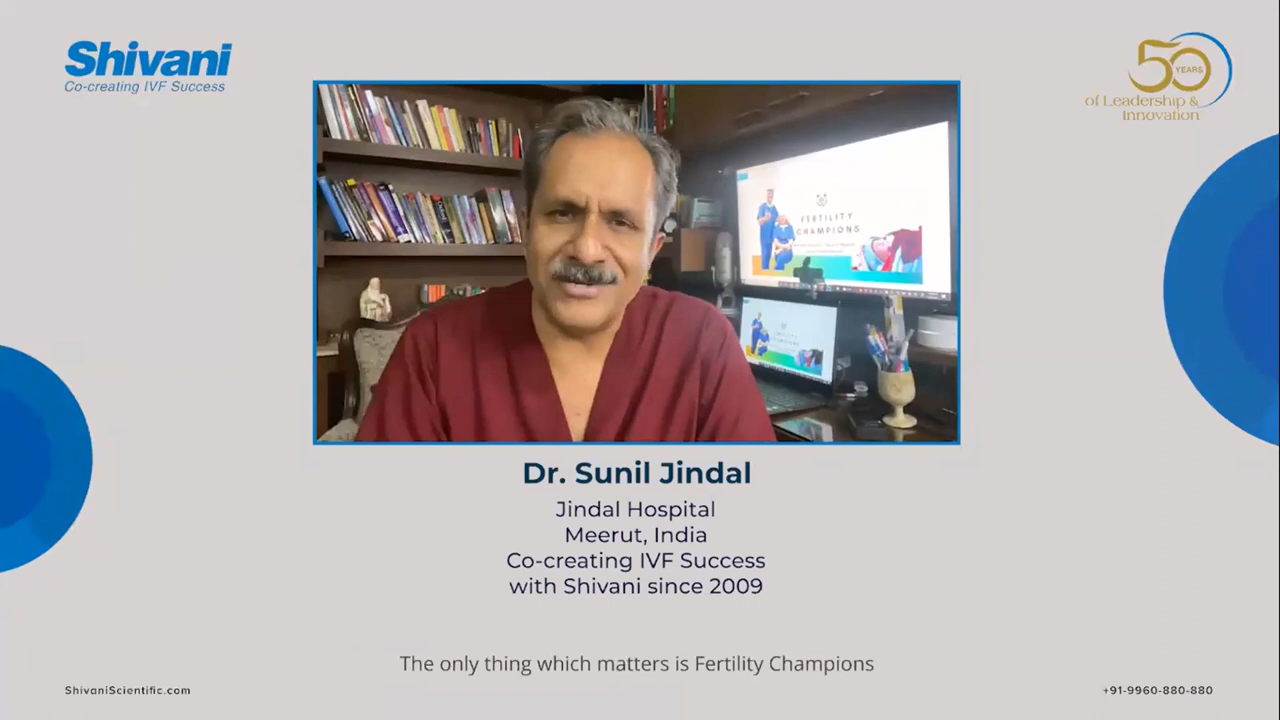 Shivani
Co-creating IVF Success
50
YEARS
of Leadership &
Innovation
FERTILITY
CHAMPIONS
Dr. Sunil Jindal
Jindal Hospital
Meerut, India
Co-creating IVF Success
with Shivani since 2009
The only thing which matters is Fertility Champions
ShivaniScientific.com
+91-9960-880-880